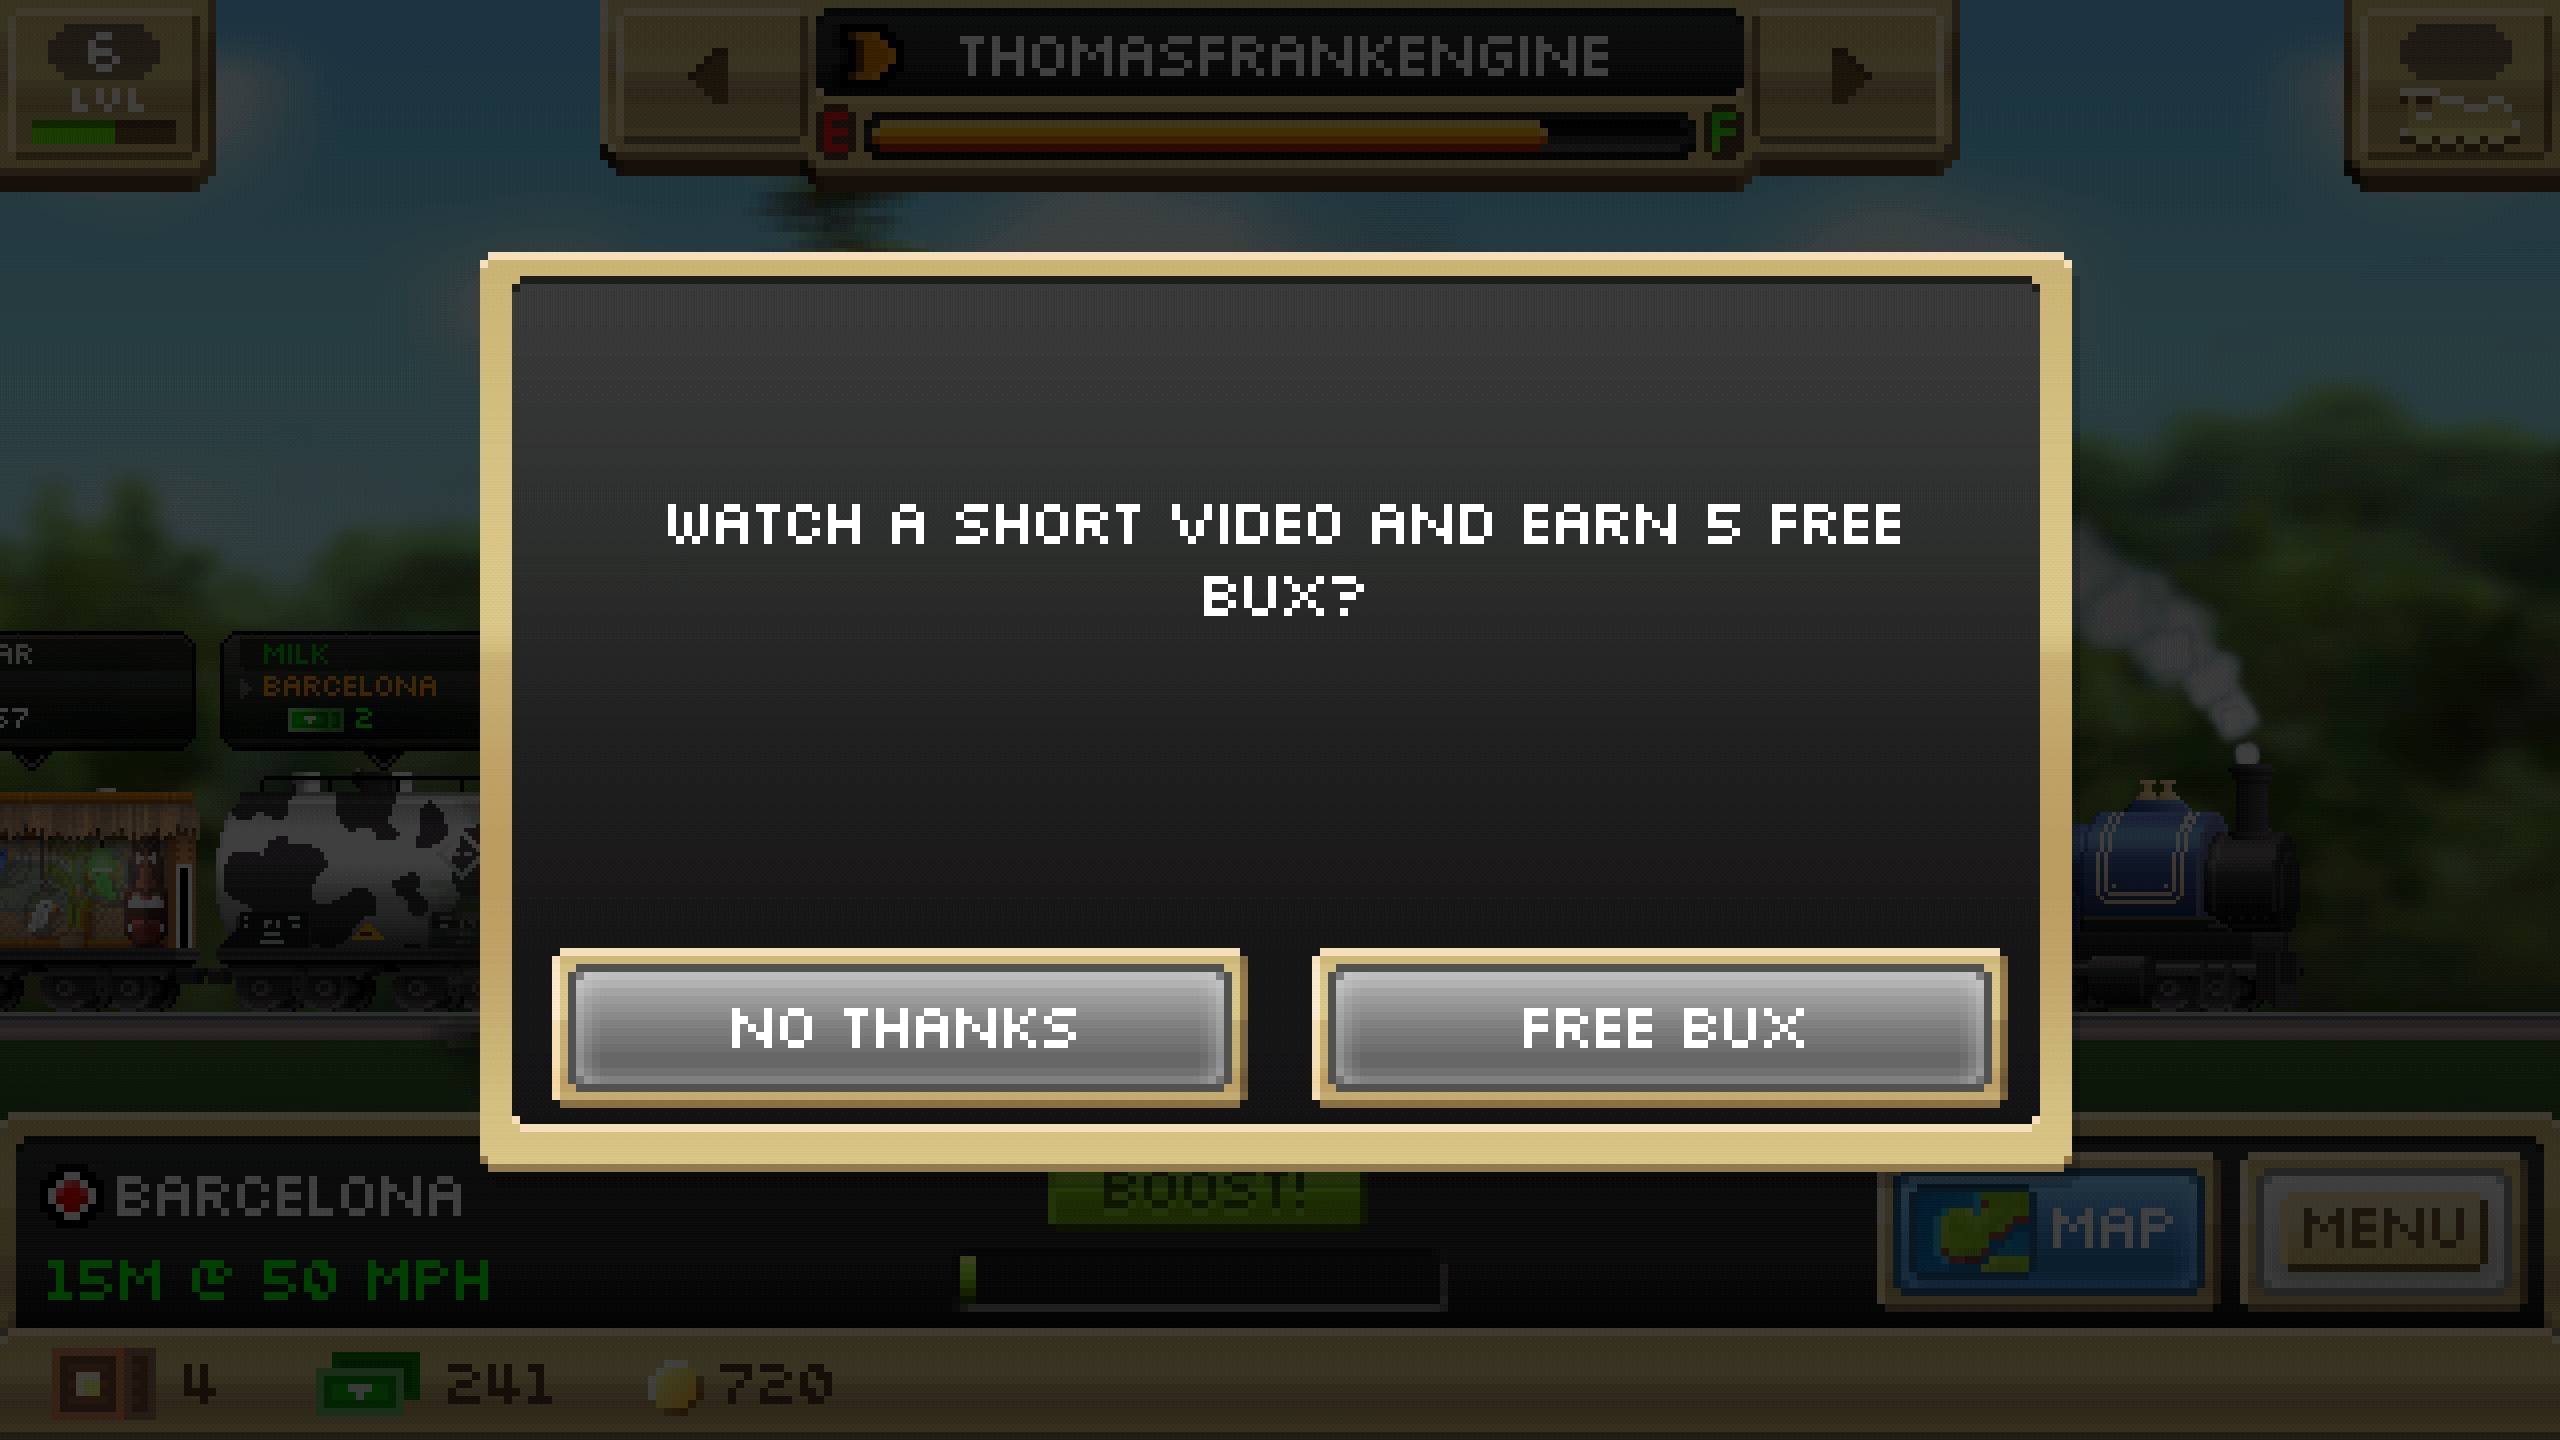 6
LVL
THOMASFRANKENGINE
E
F
WATCH A SHORT VIDEO AND EARN 5 FREE
BUX?
AR
57
MILK
BARCELONA
2
NO THANKS
FREE BUX
BARCELONA
15M @ 50 MPH
BOOST!
MAP
MENU
4
241
720